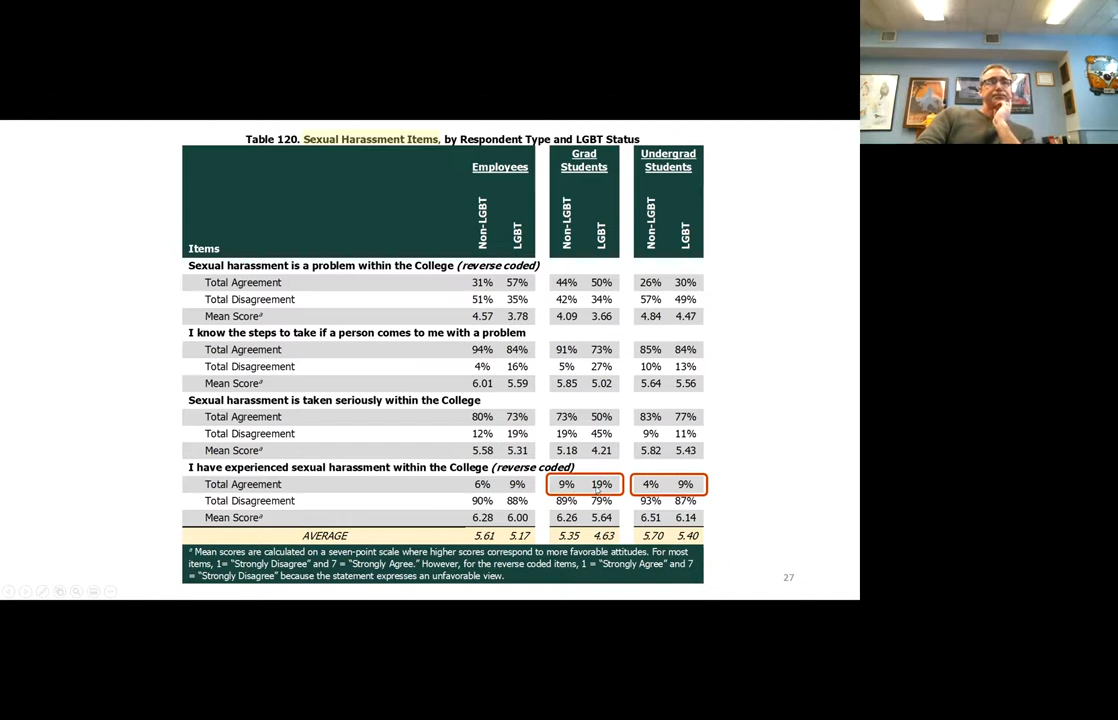 Table 120. Sexual Harassment Items, by Respondent Type and LGBT Status
Employees Grad Students Undergrad Students
Items Non-LGBT LGBT Non-LGBT LGBT Non-LGBT LGBT
Sexual harassment is a problem within the College (reverse coded)
Total Agreement 31% 57% 44% 50% 26% 30%
Total Disagreement 51% 35% 42% 34% 57% 49%
Mean Scoreª 4.57 3.78 4.09 3.66 4.84 4.47
I know the steps to take if a person comes to me with a problem
Total Agreement 94% 84% 91% 73% 85% 84%
Total Disagreement 4% 16% 5% 27% 10% 13%
Mean Scoreª 6.01 5.59 5.85 5.02 5.64 5.56
Sexual harassment is taken seriously within the College
Total Agreement 80% 73% 73% 50% 83% 77%
Total Disagreement 12% 19% 19% 45% 9% 11%
Mean Scoreª 5.58 5.31 5.18 4.21 5.82 5.43
I have experienced sexual harassment within the College (reverse coded)
Total Agreement 6% 9% 9% 19% 4% 9%
Total Disagreement 90% 88% 89% 79% 93% 87%
Mean Scoreª 6.28 6.00 6.26 5.64 6.51 6.14
AVERAGE 5.61 5.17 5.35 4.63 5.70 5.40
ª Mean scores are calculated on a seven-point scale where higher scores correspond to more favorable attitudes. For most
items, 1= “Strongly Disagree” and 7 = “Strongly Agree.” However, for the reverse coded items, 1 = “Strongly Agree” and 7
= “Strongly Disagree” because the statement expresses an unfavorable view.
27